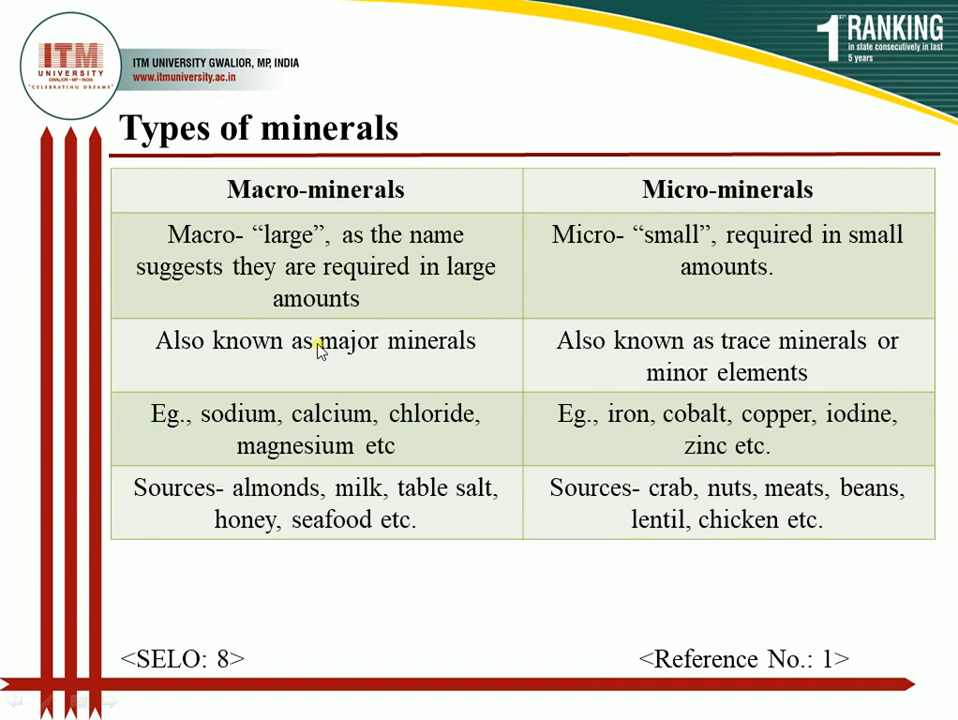 ITM
UNIVERSITY
GWALIOR • MP • INDIA
"CELEBRATING DREAMS"
ITM UNIVERSITY GWALIOR, MP, INDIA
www.itmuniversity.ac.in
1ST RANKING
in state consecutively in last
5 years
Types of minerals
Macro-minerals
Micro-minerals
Macro- “large”, as the name
suggests they are required in large
amounts
Micro- “small”, required in small
amounts.
Also known as major minerals
Also known as trace minerals or
minor elements
Eg., sodium, calcium, chloride,
magnesium etc
Eg., iron, cobalt, copper, iodine,
zinc etc.
Sources- almonds, milk, table salt,
honey, seafood etc.
Sources- crab, nuts, meats, beans,
lentil, chicken etc.
<SELO: 8>
<Reference No.: 1>